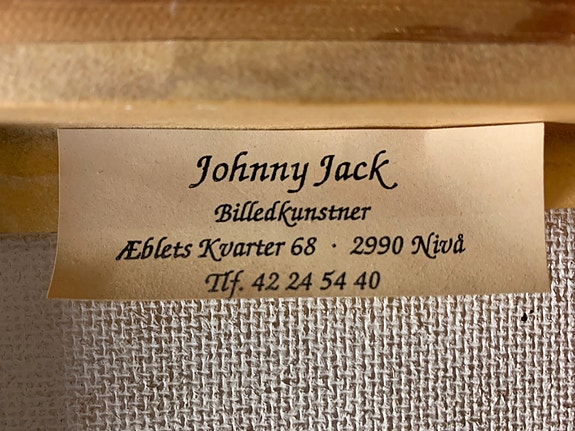 Johnny Jack
Billedkunstner
Æblets Kvarter 68 · 2990 Nivå
Tlf. 42 24 54 40